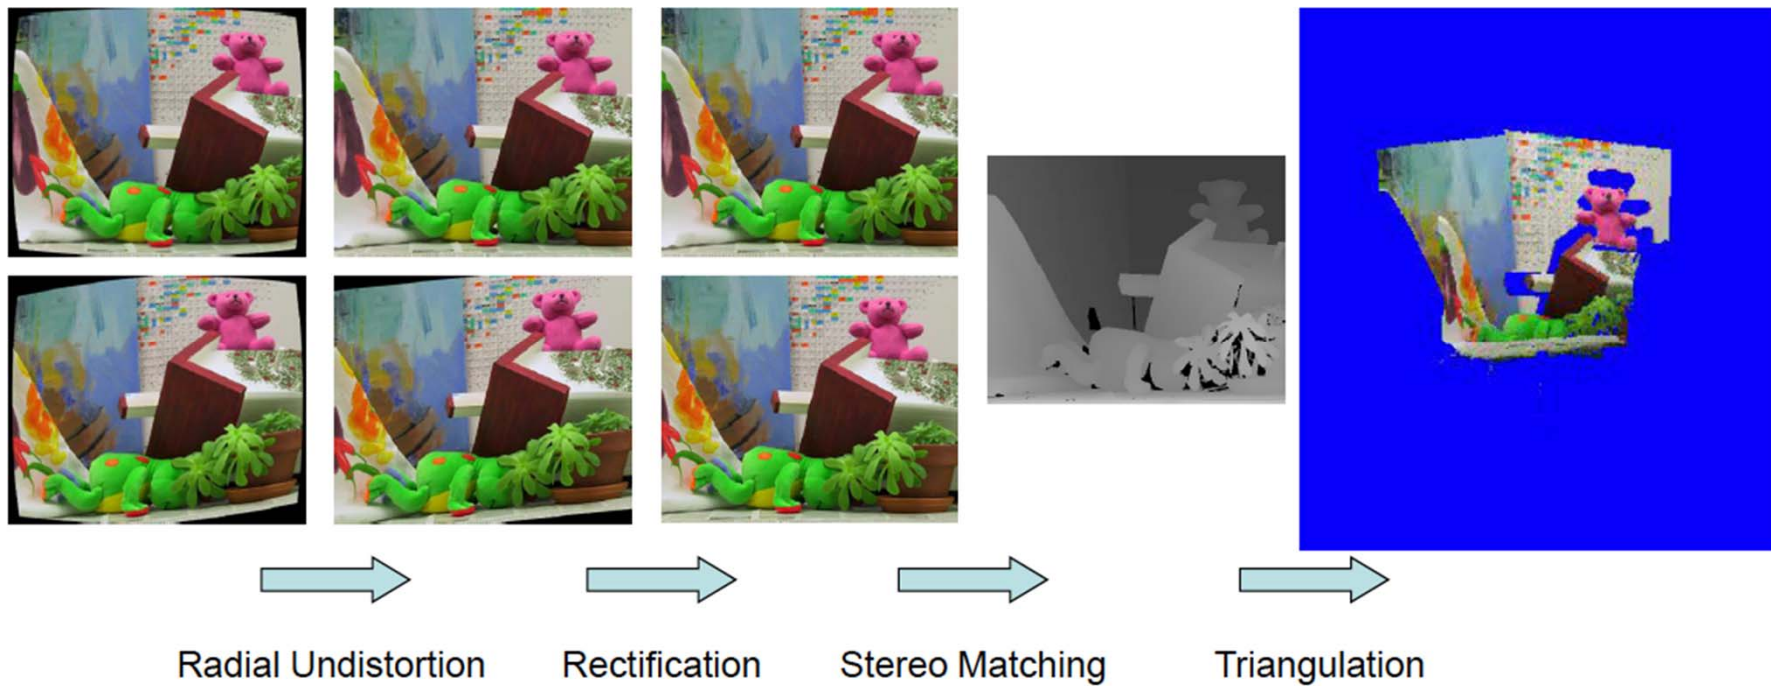 Radial Undistortion
Rectification
Stereo Matching
Triangulation